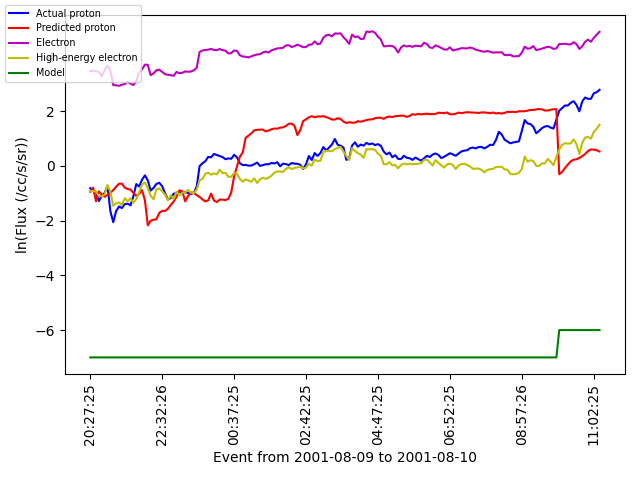 Actual proton
Predicted proton
Electron
High-energy electron
Model
2
0
−2
−4
−6
ln(Flux (/cc/s/sr))
20:27:25
22:32:26
00:37:25
02:42:25
04:47:25
06:52:25
08:57:26
11:02:25
Event from 2001-08-09 to 2001-08-10